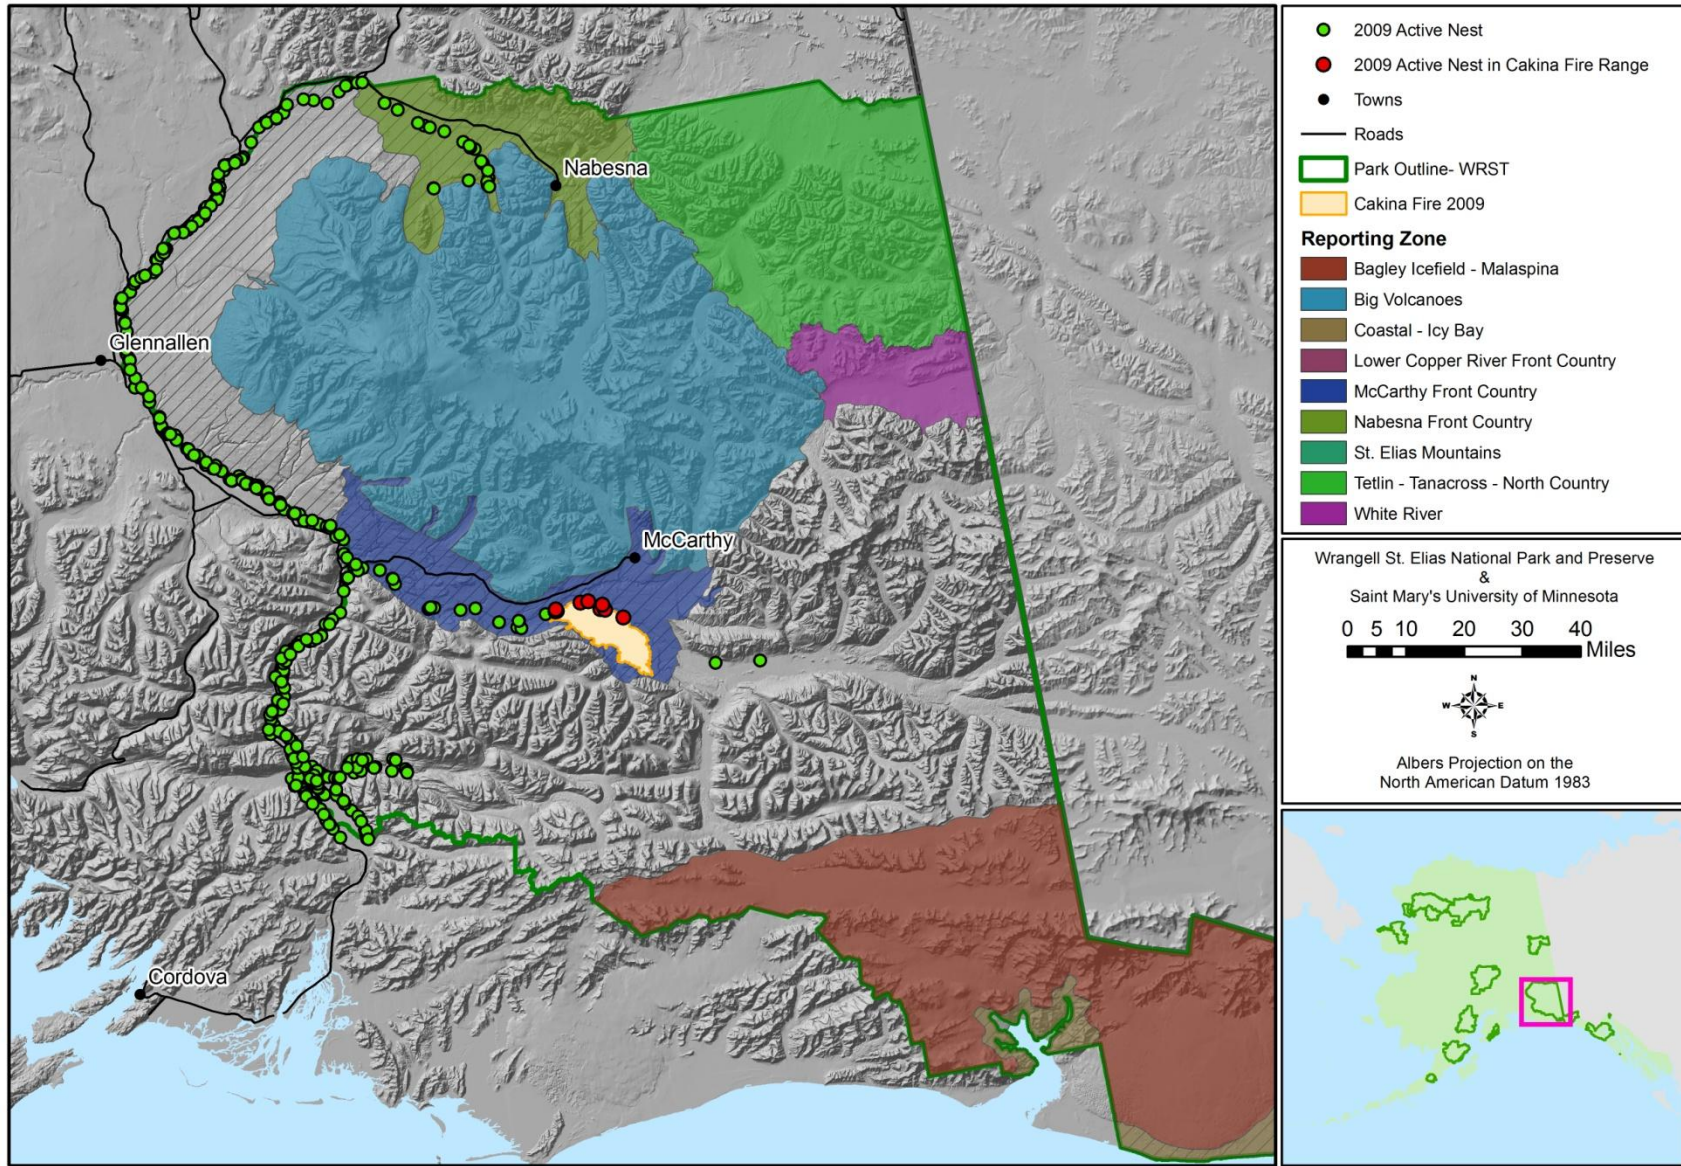 Nabesna
Glennallen
McCarthy
Cordova
2009 Active Nest
2009 Active Nest in Cakina Fire Range
Towns
Roads
Park Outline- WRST
Cakina Fire 2009
Reporting Zone
Bagley Icefield - Malaspina
Big Volcanoes
Coastal - Icy Bay
Lower Copper River Front Country
McCarthy Front Country
Nabesna Front Country
St. Elias Mountains
Tetlin - Tanacross - North Country
White River
Wrangell St. Elias National Park and Preserve
&
Saint Mary's University of Minnesota
0 5 10 20 30 40
Miles
N
W E
S
Albers Projection on the
North American Datum 1983